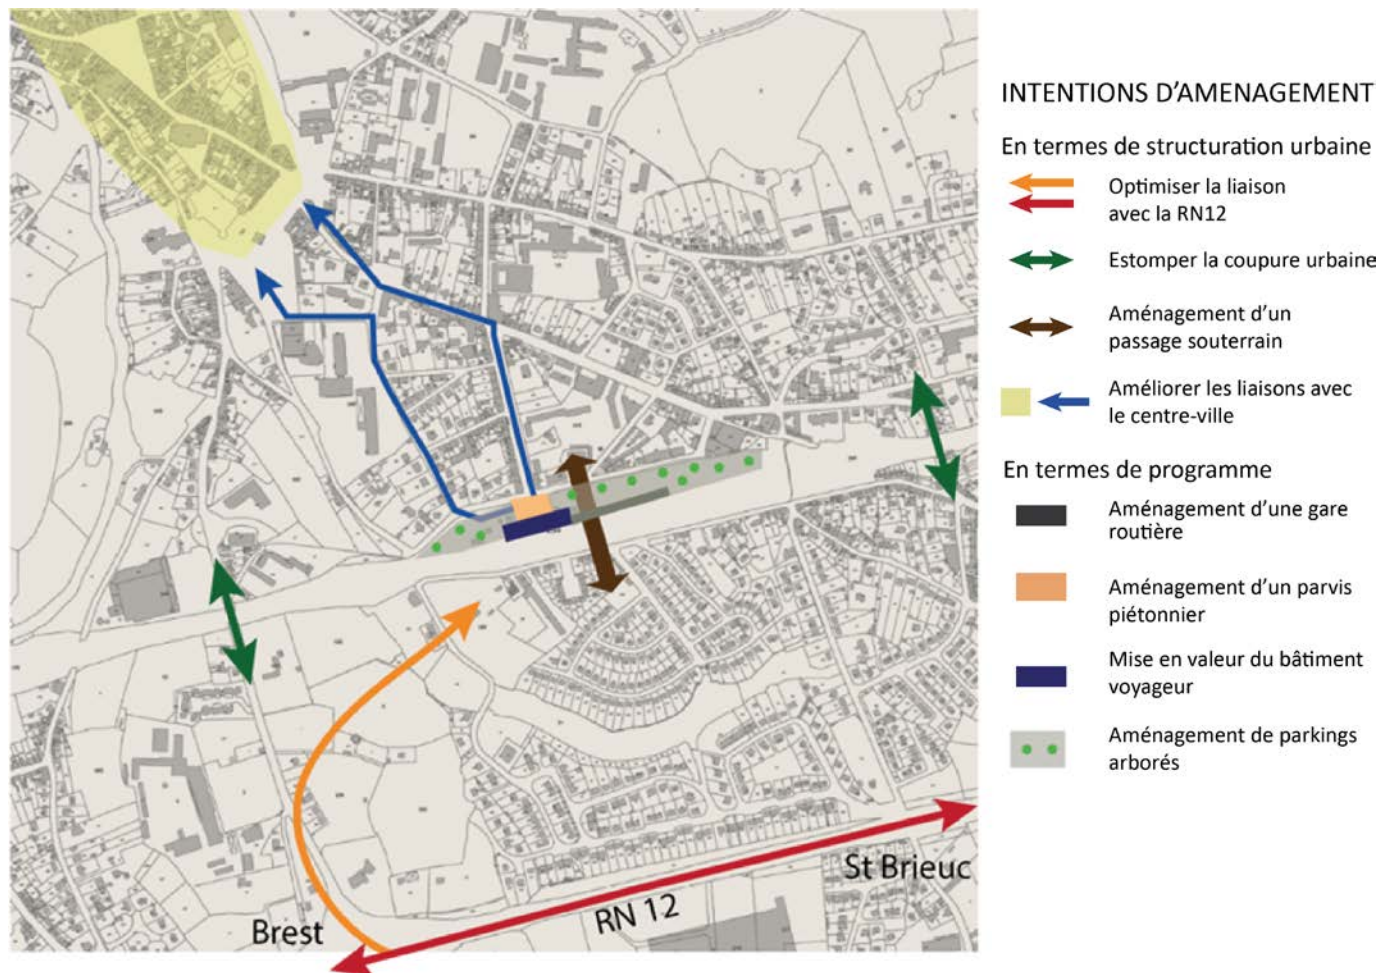 INTENTIONS D'AMENAGEMENT
En termes de structuration urbaine
Optimiser la liaison
avec la RN12
Estomper la coupure urbaine
Aménagement d'un
passage souterrain
Améliorer les liaisons avec
le centre-ville
En termes de programme
Aménagement d'une gare
routière
Aménagement d'un parvis
piétonnier
Mise en valeur du bâtiment
voyageur
Aménagement de parkings
arborés
St Brieuc
RN 12
Brest